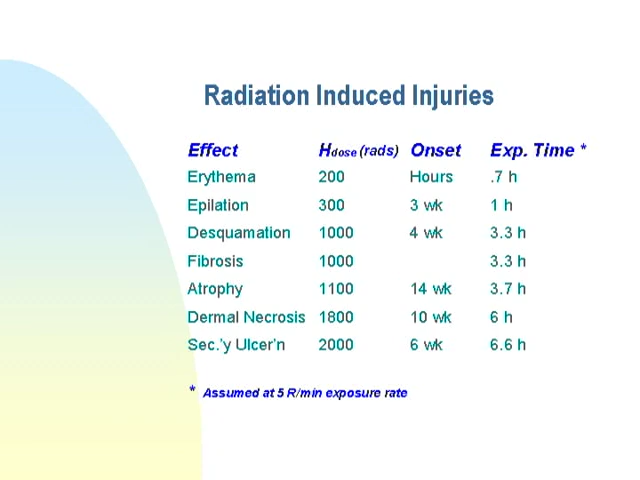 Radiation Induced Injuries
Effect Hdose (rads) Onset Exp. Time *
Erythema 200 Hours .7 h
Epilation 300 3 wk 1 h
Desquamation 1000 4 wk 3.3 h
Fibrosis 1000 3.3 h
Atrophy 1100 14 wk 3.7 h
Dermal Necrosis 1800 10 wk 6 h
Sec.'y Ulcer'n 2000 6 wk 6.6 h
* Assumed at 5 R/min exposure rate